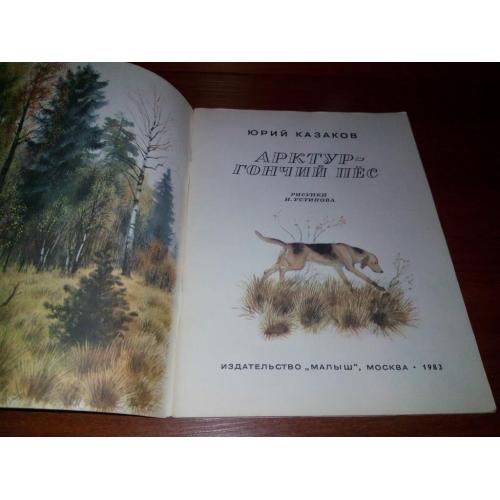 ЮРИЙ КАЗАКОВ
АРКТУР-
ГОНЧИЙ ПЁС
РИСУНКИ
Н. УСТИНОВА
ИЗДАТЕЛЬСТВО „МАЛЫШ", МОСКВА · 1983